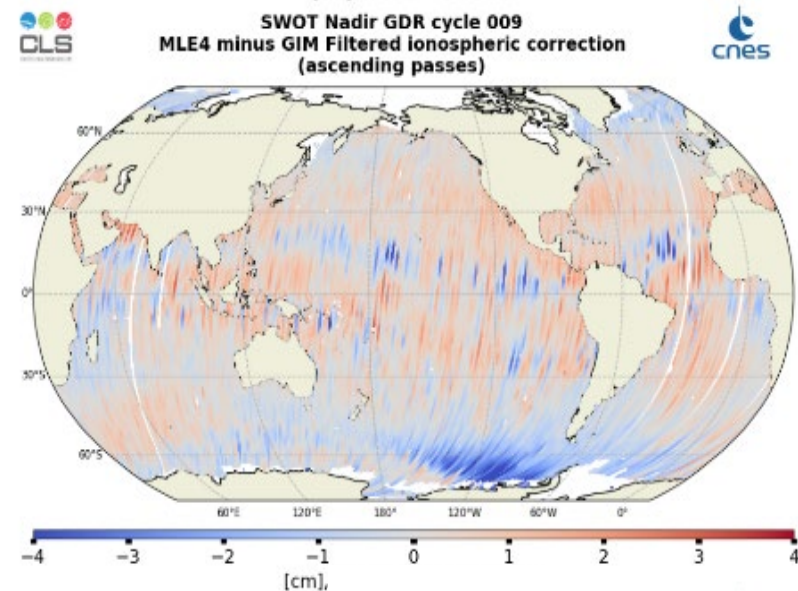 CLS
SWOT Nadir GDR cycle 009
MLE4 minus GIM Filtered ionospheric correction
(ascending passes)
cnes
60°N
30°N
0°
30°S
60°S
60°E 120°E 180° 120°W 60°W 0°
−4 −3 −2 −1 0 1 2 3 4
[cm],